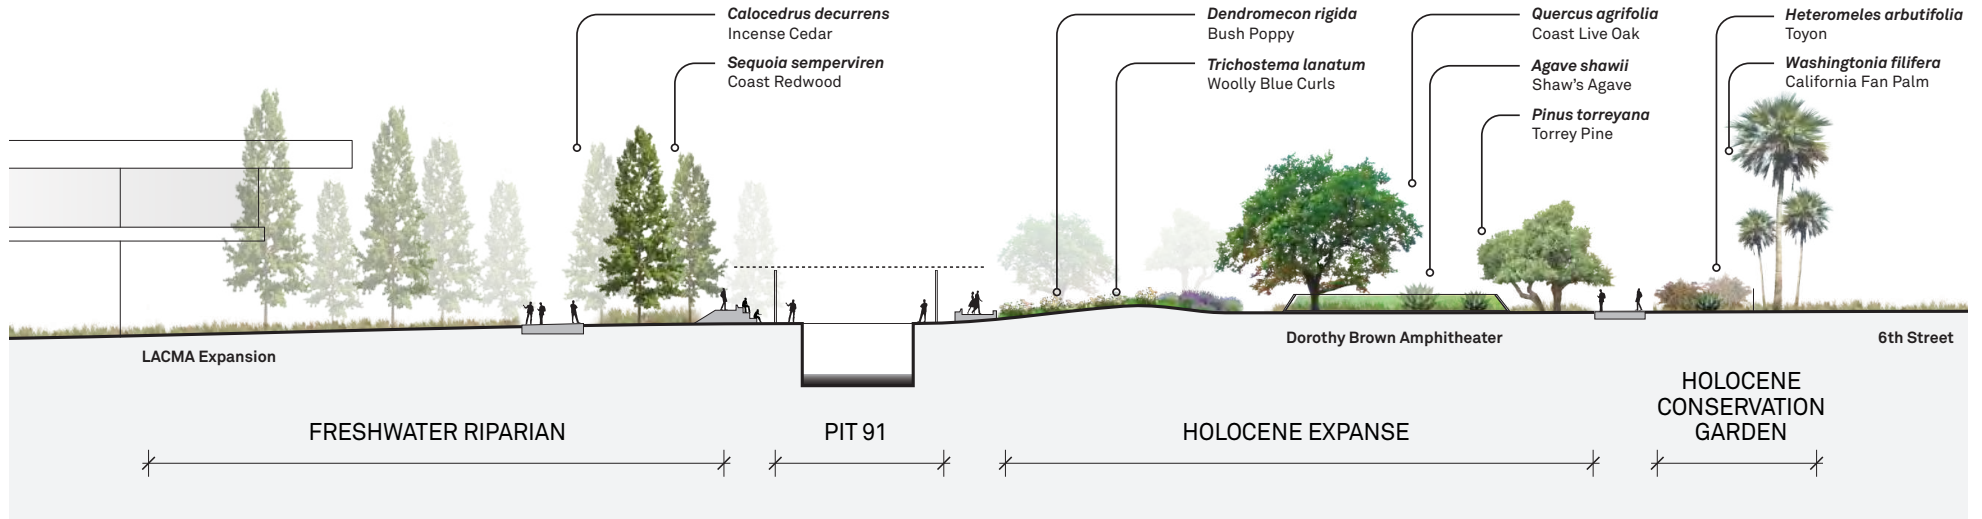 Calocedrus decurrens
Incense Cedar
Sequoia semperviren
Coast Redwood
Dendromecon rigida
Bush Poppy
Trichostema lanatum
Woolly Blue Curls
Quercus agrifolia
Coast Live Oak
Agave shawii
Shaw's Agave
Pinus torreyana
Torrey Pine
Heteromeles arbutifolia
Toyon
Washingtonia filifera
California Fan Palm
LACMA Expansion
Dorothy Brown Amphitheater
6th Street
FRESHWATER RIPARIAN
PIT 91
HOLOCENE EXPANSE
HOLOCENE
CONSERVATION
GARDEN